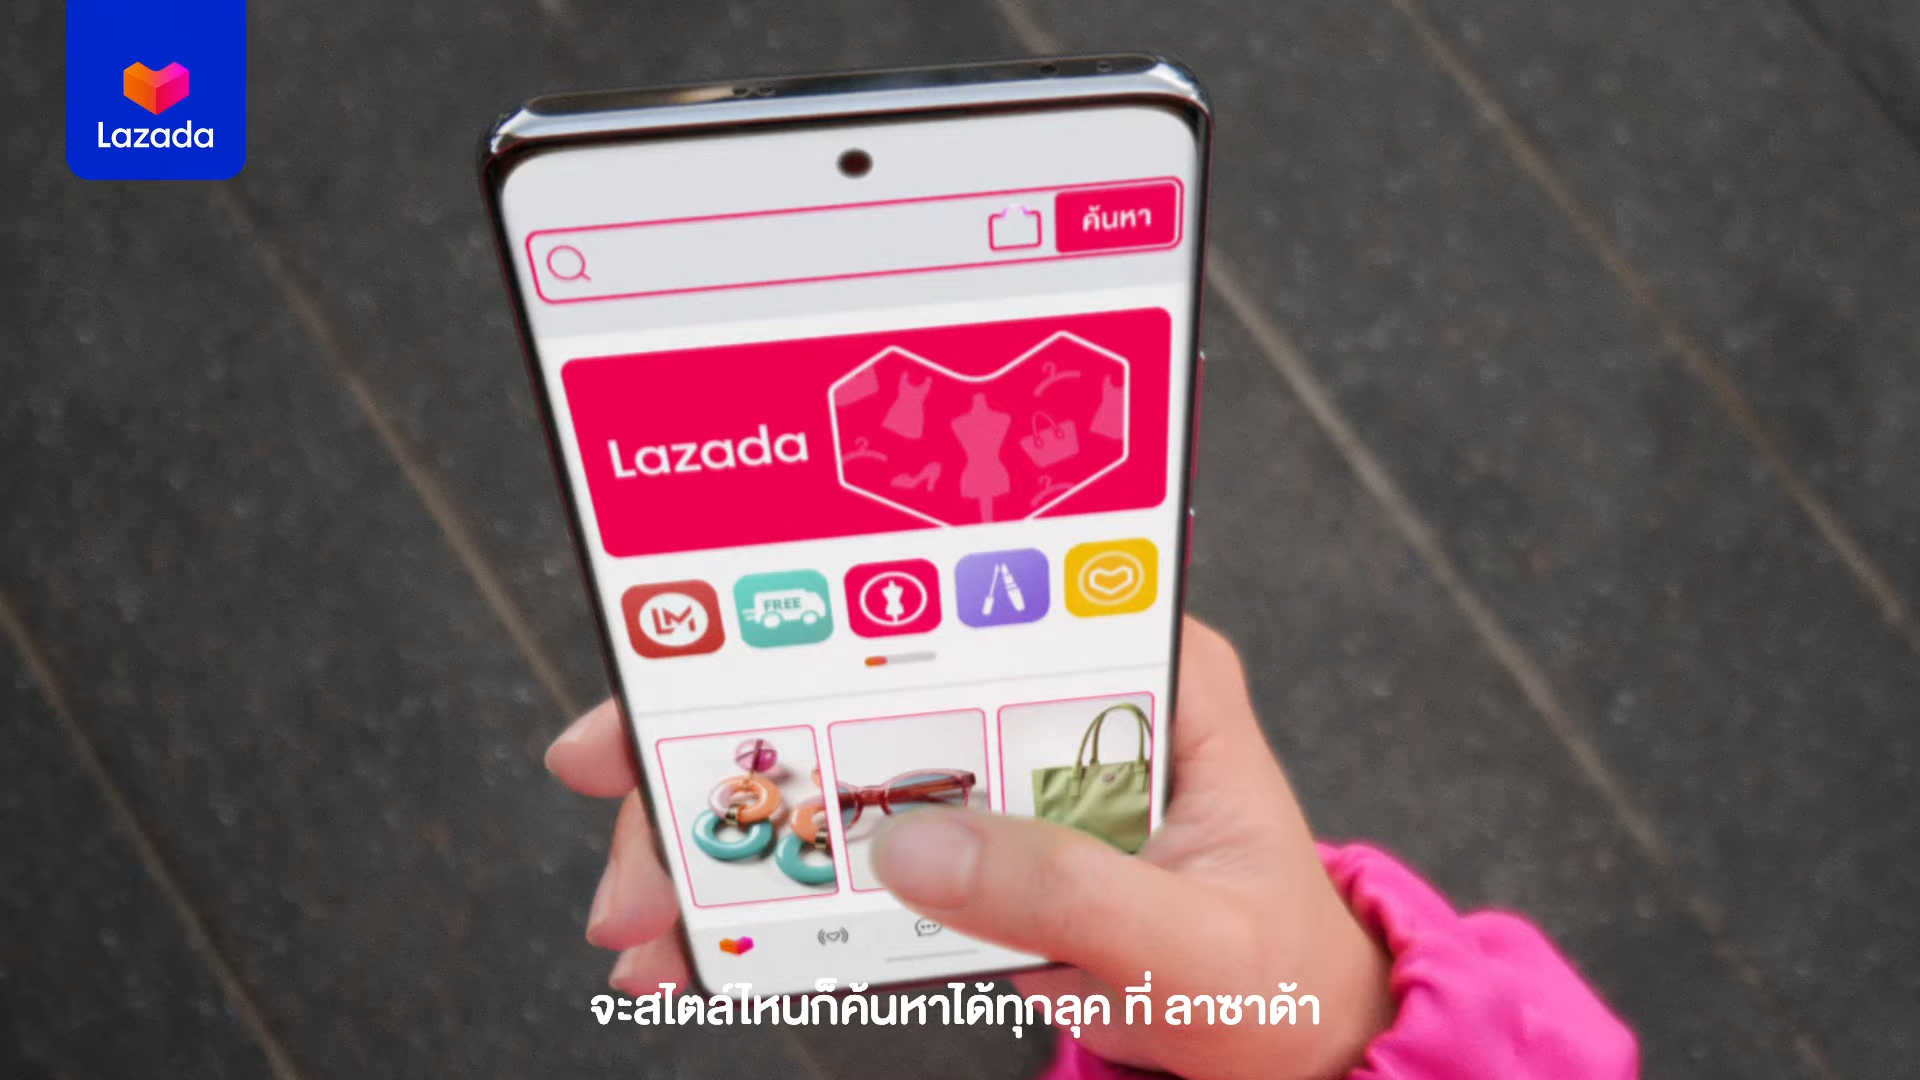 Lazada
ค้นหา
Lazada
LM
FREE
จะสไตล์ไหนก็ค้นหาได้ทุกลุค ที่ ลาซาด้า